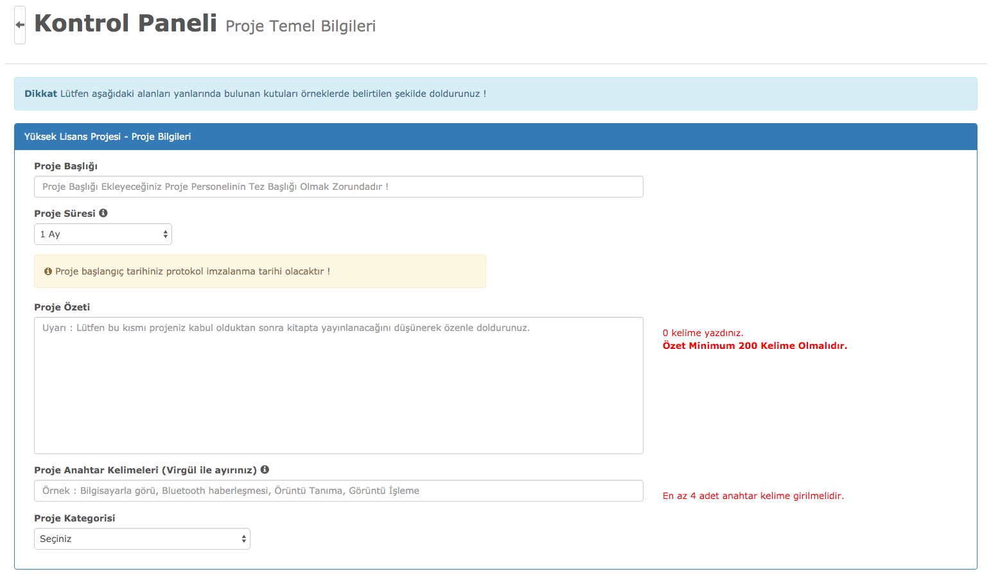 Kontrol Paneli Proje Temel Bilgileri
Dikkat Lütfen aşağıdaki alanları yanlarında bulunan kutuları örneklerde belirtilen şekilde doldurunuz !
Yüksek Lisans Projesi - Proje Bilgileri
Proje Başlığı
Proje Başlığı Ekleyeceğiniz Proje Personelinin Tez Başlığı Olmak Zorundadır !
Proje Süresi
1 Ay
Proje başlangıç tarihiniz protokol imzalanma tarihi olacaktır !
Proje Özeti
Uyarı : Lütfen bu kısmı projeniz kabul olduktan sonra kitapta yayınlanacağını düşünerek özenle doldurunuz.
0 kelime yazdınız.
Özet Minimum 200 Kelime Olmalıdır.
Proje Anahtar Kelimeleri (Virgül ile ayırınız)
Örnek : Bilgisayarla görü, Bluetooth haberleşmesi, Örüntü Tanıma, Görüntü İşleme
En az 4 adet anahtar kelime girilmelidir.
Proje Kategorisi
Seçiniz